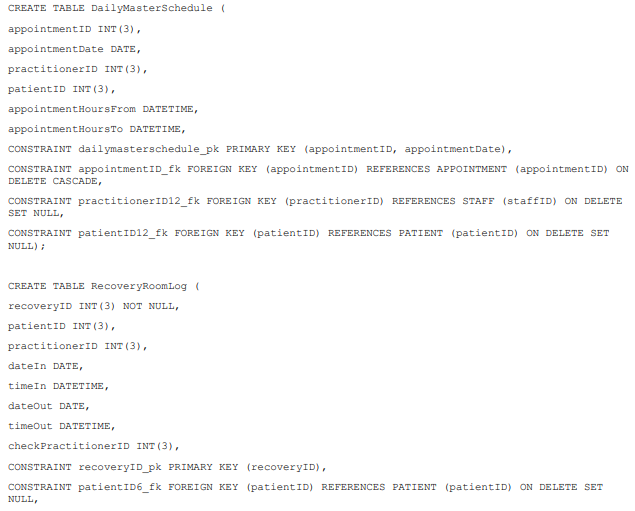 CREATE TABLE DailyMasterSchedule (
appointmentID INT(3),
appointmentDate DATE,
practitionerID INT(3),
patientID INT(3),
appointmentHoursFrom DATETIME,
appointmentHoursTo DATETIME,
CONSTRAINT dailymasterschedule_pk PRIMARY KEY (appointmentID, appointmentDate),
CONSTRAINT appointmentID_fk FOREIGN KEY (appointmentID) REFERENCES APPOINTMENT (appointmentID) ON
DELETE CASCADE,
CONSTRAINT practitionerID12_fk FOREIGN KEY (practitionerID) REFERENCES STAFF (staffID) ON DELETE
SET NULL,
CONSTRAINT patientID12_fk FOREIGN KEY (patientID) REFERENCES PATIENT (patientID) ON DELETE SET
NULL);
CREATE TABLE RecoveryRoomLog (
recoveryID INT(3) NOT NULL,
patientID INT(3),
practitionerID INT(3),
dateIn DATE,
timeIn DATETIME,
dateOut DATE,
timeOut DATETIME,
checkPractitionerID INT(3),
CONSTRAINT recoveryID_pk PRIMARY KEY (recoveryID),
CONSTRAINT patientID6_fk FOREIGN KEY (patientID) REFERENCES PATIENT (patientID) ON DELETE SET
NULL,